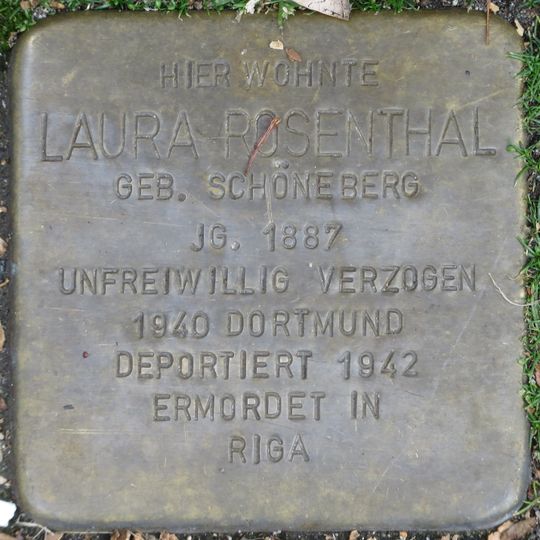 HIER WOHNTE
LAURA ROSENTHAL
GEB. SCHÖNEBERG
JG. 1887
UNFREIWILLIG VERZOGEN
1940 DORTMUND
DEPORTIERT 1942
ERMORDET IN
RIGA